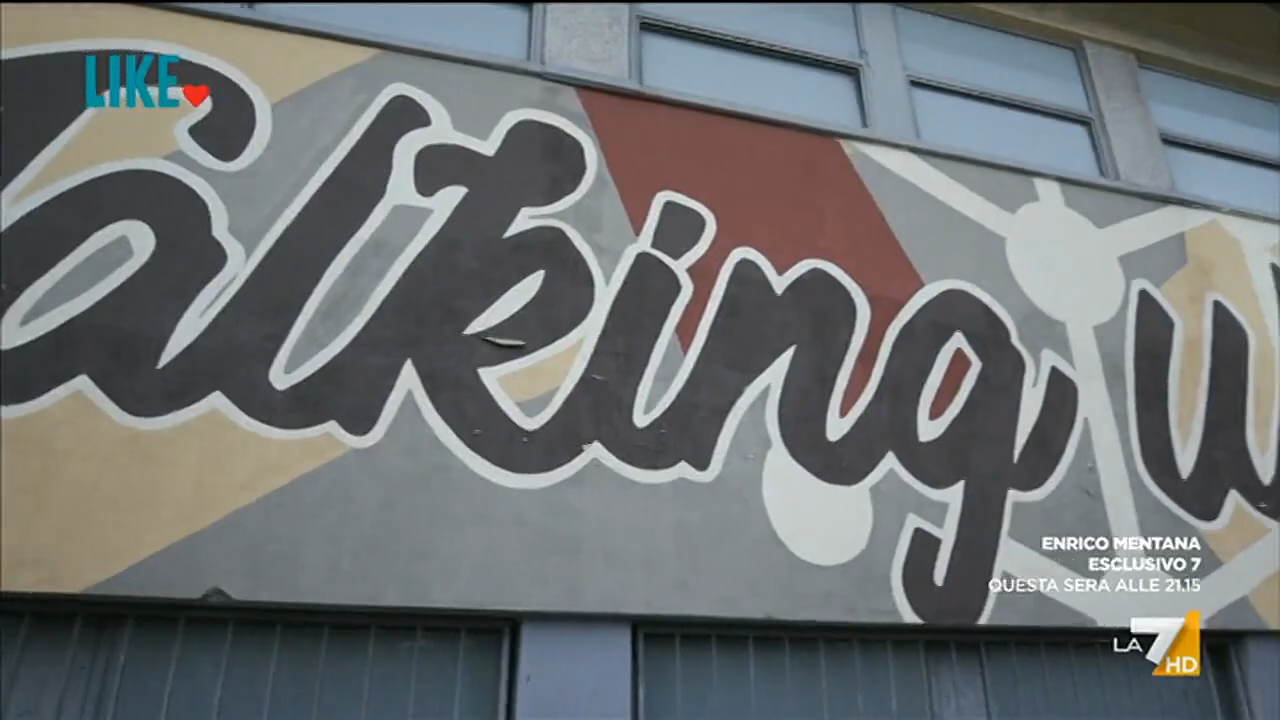 LIKE
alking w
ENRICO MENTANA
ESCLUSIVO 7
QUESTA SERA ALLE 21.15
LA 7 HD